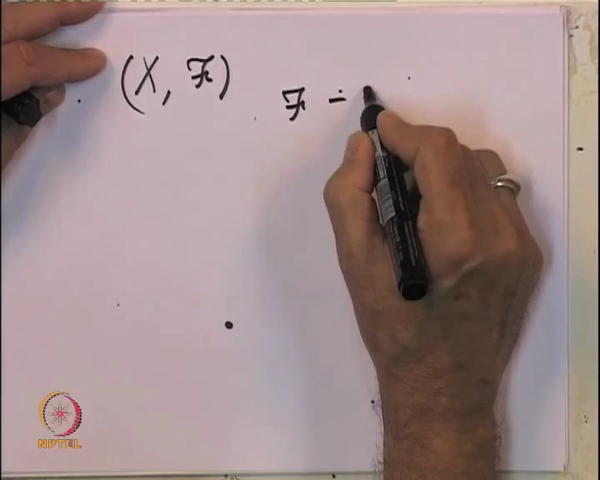 (X, ℱ) ℱ -
NPTEL